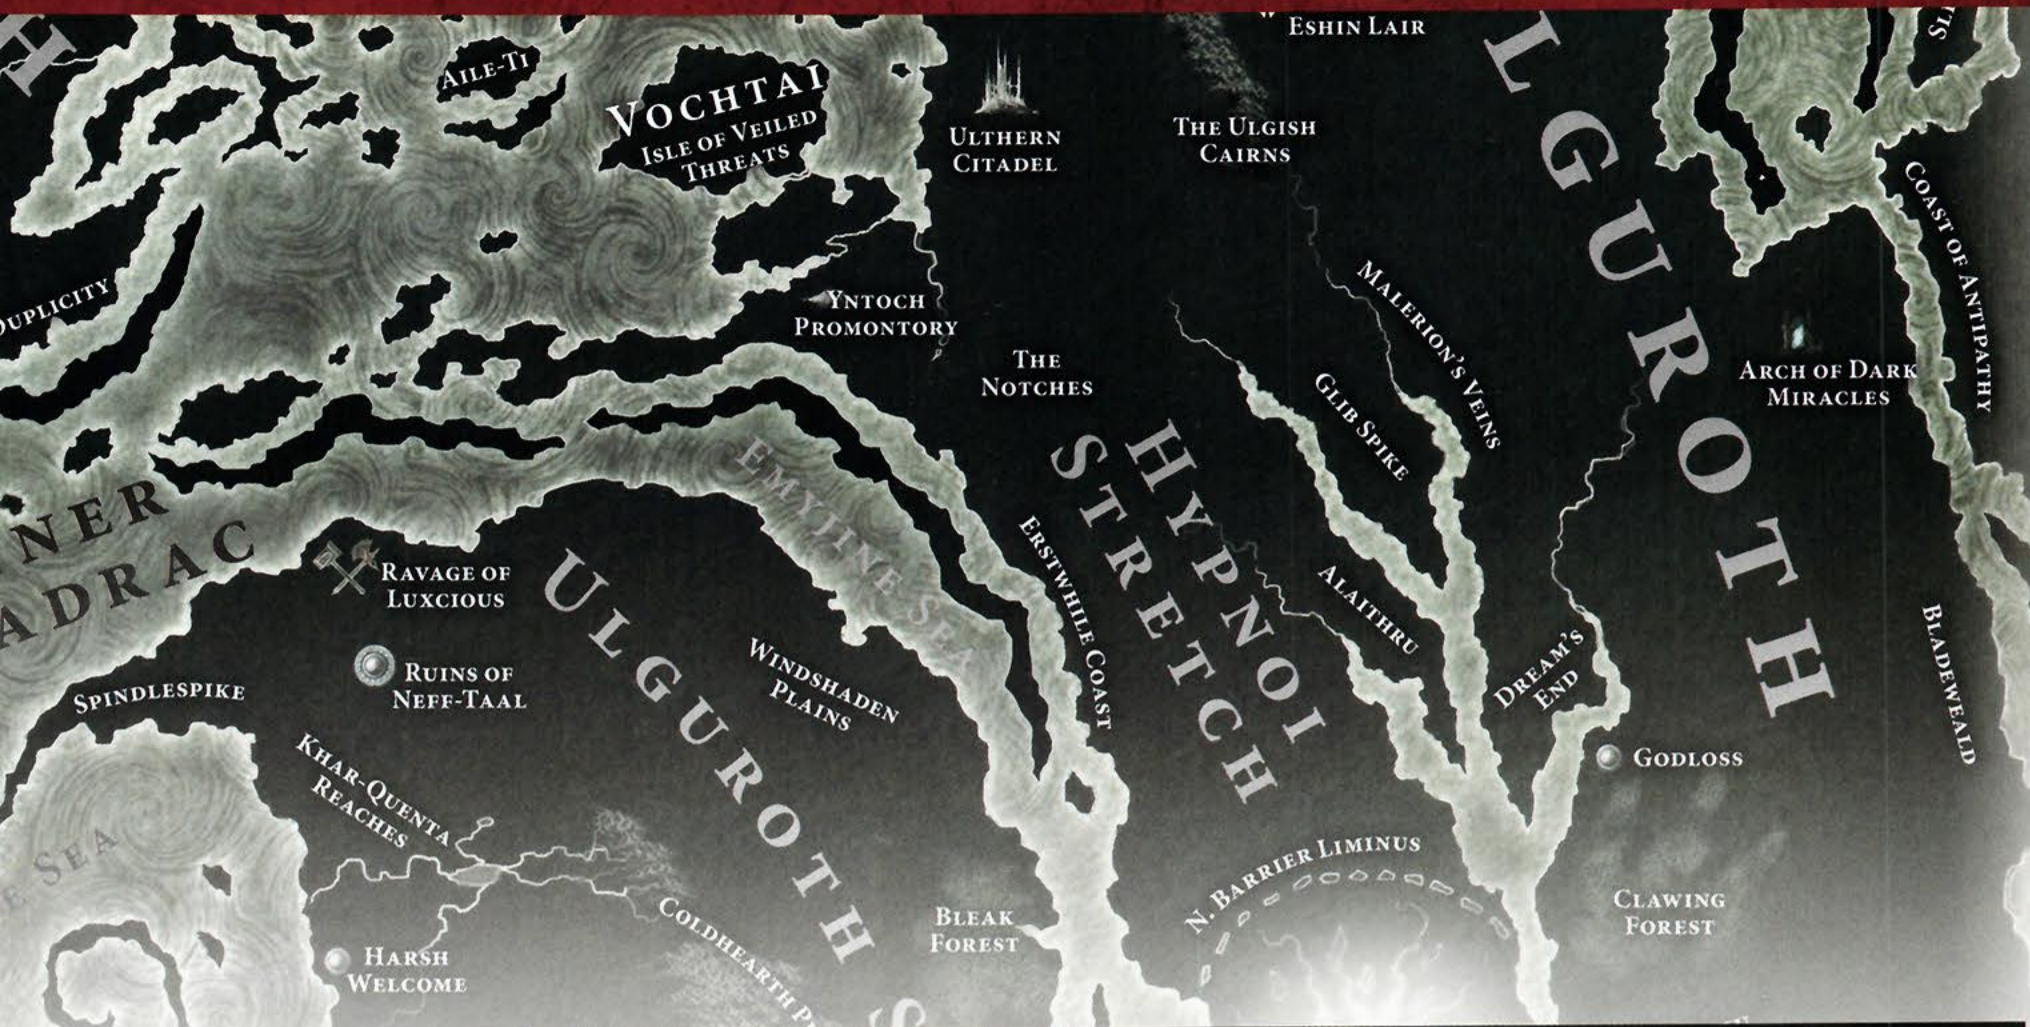 H
ESHIN LAIR
AILE-TI
VOCHTAI
ISLE OF VEILED
THREATS
ULTHERN
CITADEL
THE ULGISH
CAIRNS
LGUROTH
COAST OF ANTIPATHY
DUPLICITY
YNTOCH
PROMONTORY
MALERION'S VEINS
THE
NOTCHES
GLIB SPIKE
ARCH OF DARK
MIRACLES
EMYJINE SEA
HYPNOI
STRETCH
NER
ADRAC
RAVAGE OF
LUXCIOUS
ULGUROTH
ERSTWHILE COAST
ALAITHRU
BLADEWEALD
WINDSHADEN
PLAINS
DREAM'S
END
RUINS OF
NEFF-TAAL
SPINDLESPIKE
GODLOSS
KHAR-QUENTA
REACHES
E SEA
N. BARRIER LIMINUS
CLAWING
FOREST
BLEAK
FOREST
COLDHEARTH P
HARSH
WELCOME
S